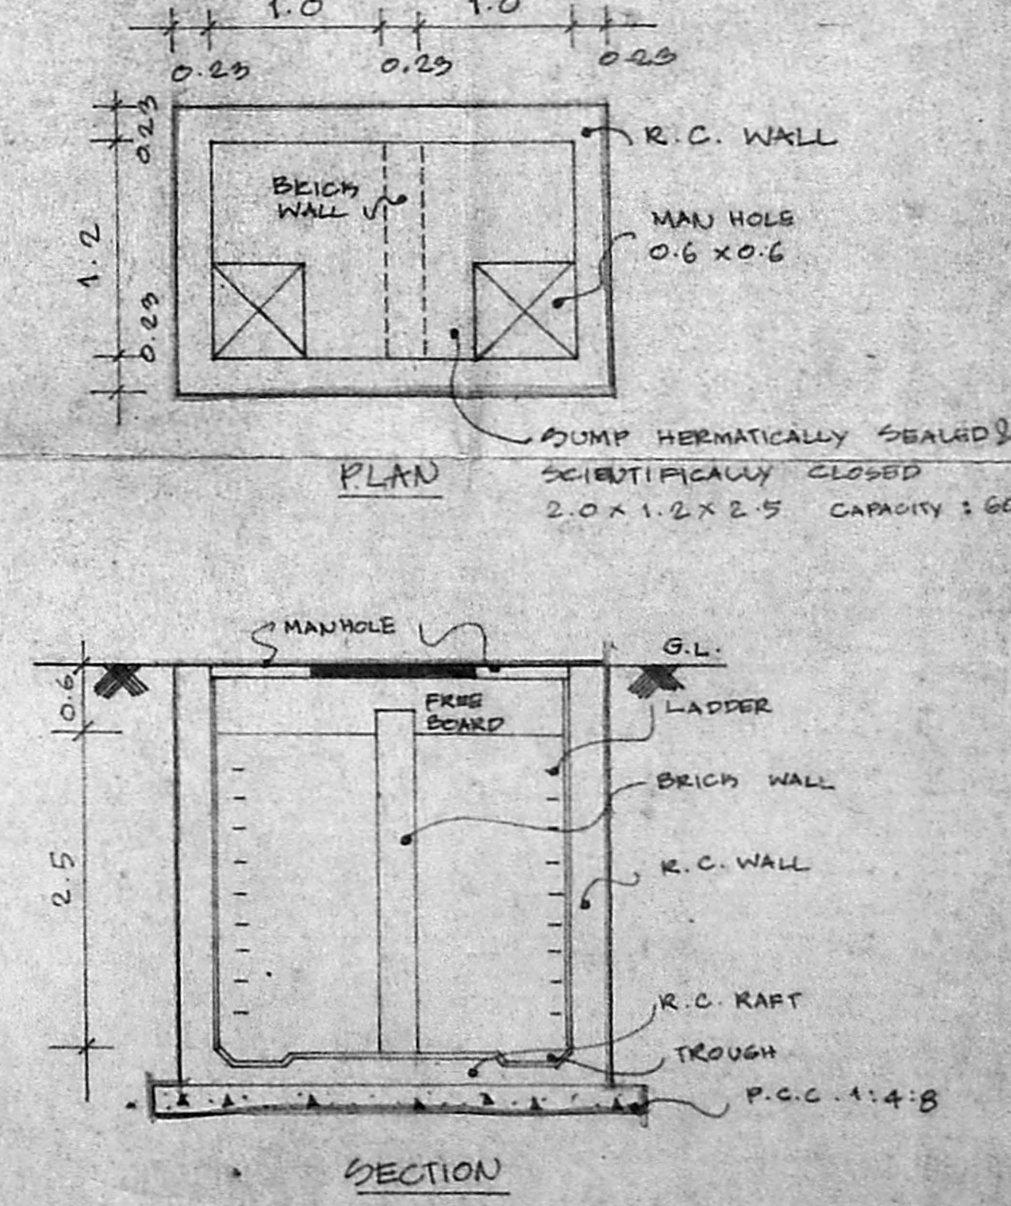 1.0 1.0
0.23 0.23 0.23
0.23
1.2
0.23
R.C. WALL
BRICK
WALL
MAN HOLE
0.6 x 0.6
SUMP HERMATICALLY SEALED &
SCIENTIFICALLY CLOSED
2.0 x 1.2 x 2.5 CAPACITY :
PLAN
MANHOLE
G.L.
0.6
FREE
BOARD
LADDER
BRICK WALL
2.5
R.C. WALL
R.C. RAFT
TROUGH
P.C.C. 1:4:8
SECTION